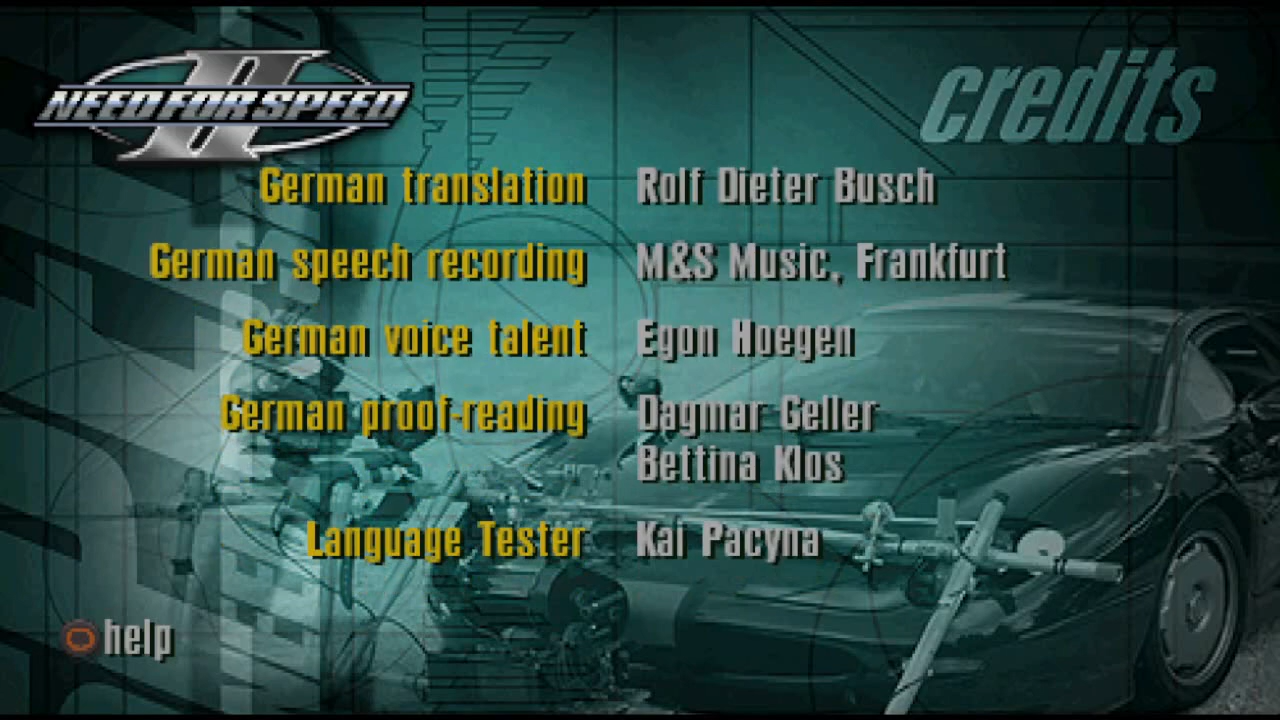 NEED FOR SPEED II
credits
German translation Rolf Dieter Busch
German speech recording M&S Music, Frankfurt
German voice talent Egon Hoegen
German proof-reading Dagmar Geller
Bettina Klos
Language Tester Kai Pacyna
help